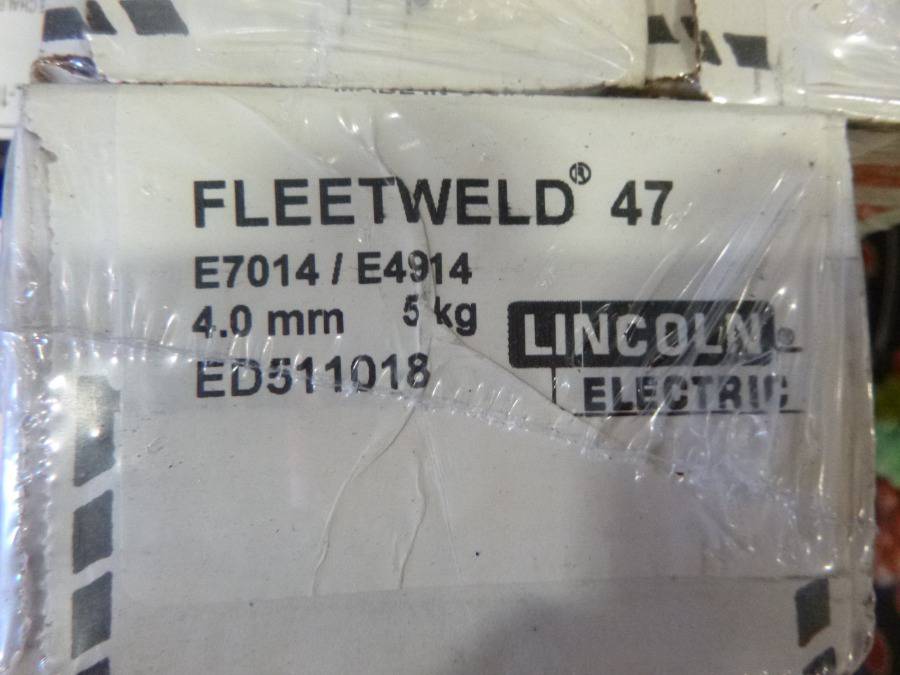 FLEETWELD® 47
E7014 / E4914
4.0 mm 5 kg
ED511018
LINCOLN®
ELECTRIC